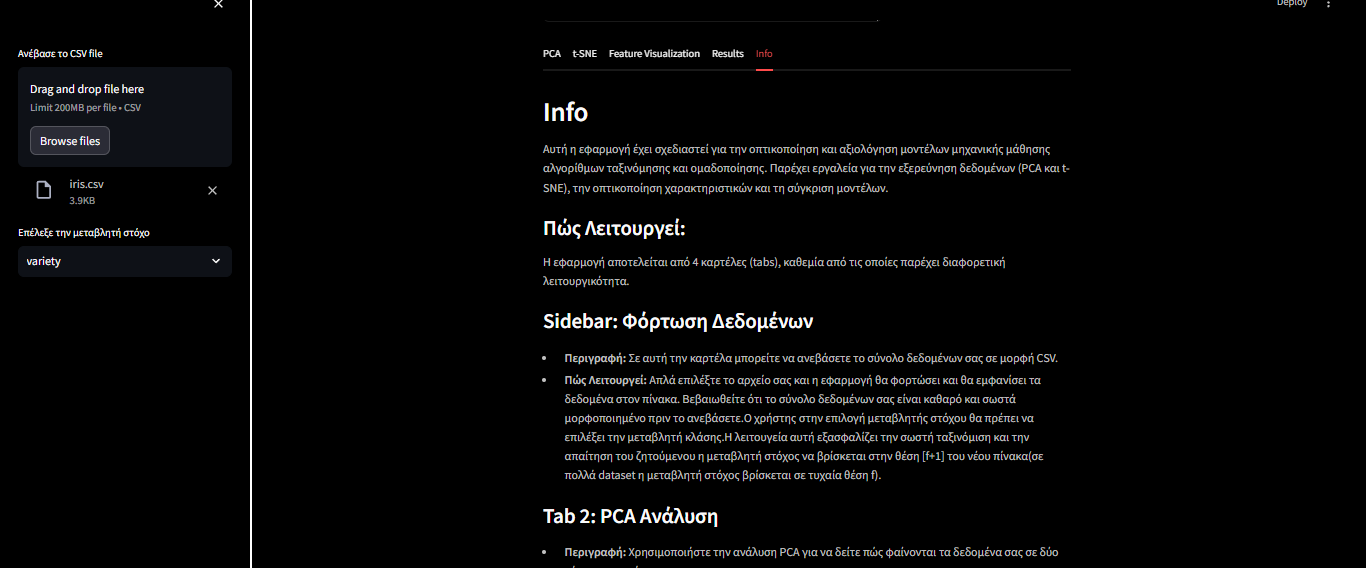 Deploy
Ανέβασε το CSV file
Drag and drop file here
Limit 200MB per file • CSV
Browse files
iris.csv
3.9KB
Επέλεξε την μεταβλητή στόχο
variety
PCA t-SNE Feature Visualization Results Info
Info
Αυτή η εφαρμογή έχει σχεδιαστεί για την οπτικοποίηση και αξιολόγηση μοντέλων μηχανικής μάθησης
αλγορίθμων ταξινόμησης και ομαδοποίησης. Παρέχει εργαλεία για την εξερεύνηση δεδομένων (PCA και t-
SNE), την οπτικοποίηση χαρακτηριστικών και τη σύγκριση μοντέλων.
Πώς Λειτουργεί:
Η εφαρμογή αποτελείται από 4 καρτέλες (tabs), καθεμία από τις οποίες παρέχει διαφορετική
λειτουργικότητα.
Sidebar: Φόρτωση Δεδομένων
• Περιγραφή: Σε αυτή την καρτέλα μπορείτε να ανεβάσετε το σύνολο δεδομένων σας σε μορφή CSV.
• Πώς Λειτουργεί: Απλά επιλέξτε το αρχείο σας και η εφαρμογή θα φορτώσει και θα εμφανίσει τα
δεδομένα στον πίνακα. Βεβαιωθείτε ότι το σύνολο δεδομένων σας είναι καθαρό και σωστά
μορφοποιημένο πριν το ανεβάσετε.Ο χρήστης στην επιλογή μεταβλητής στόχου θα πρέπει να
επιλέξει την μεταβλητή κλάσης.Η λειτουγεία αυτή εξασφαλίζει την σωστή ταξινόμιση και την
απαίτηση του ζητούμενου η μεταβλητή στόχος να βρίσκεται στην θέση [f+1] του νέου πίνακα(σε
πολλά dataset η μεταβλητή στόχος βρίσκεται σε τυχαία θέση f).
Tab 2: PCA Ανάλυση
• Περιγραφή: Χρησιμοποιήστε την ανάλυση PCA για να δείτε πώς φαίνονται τα δεδομένα σας σε δύο